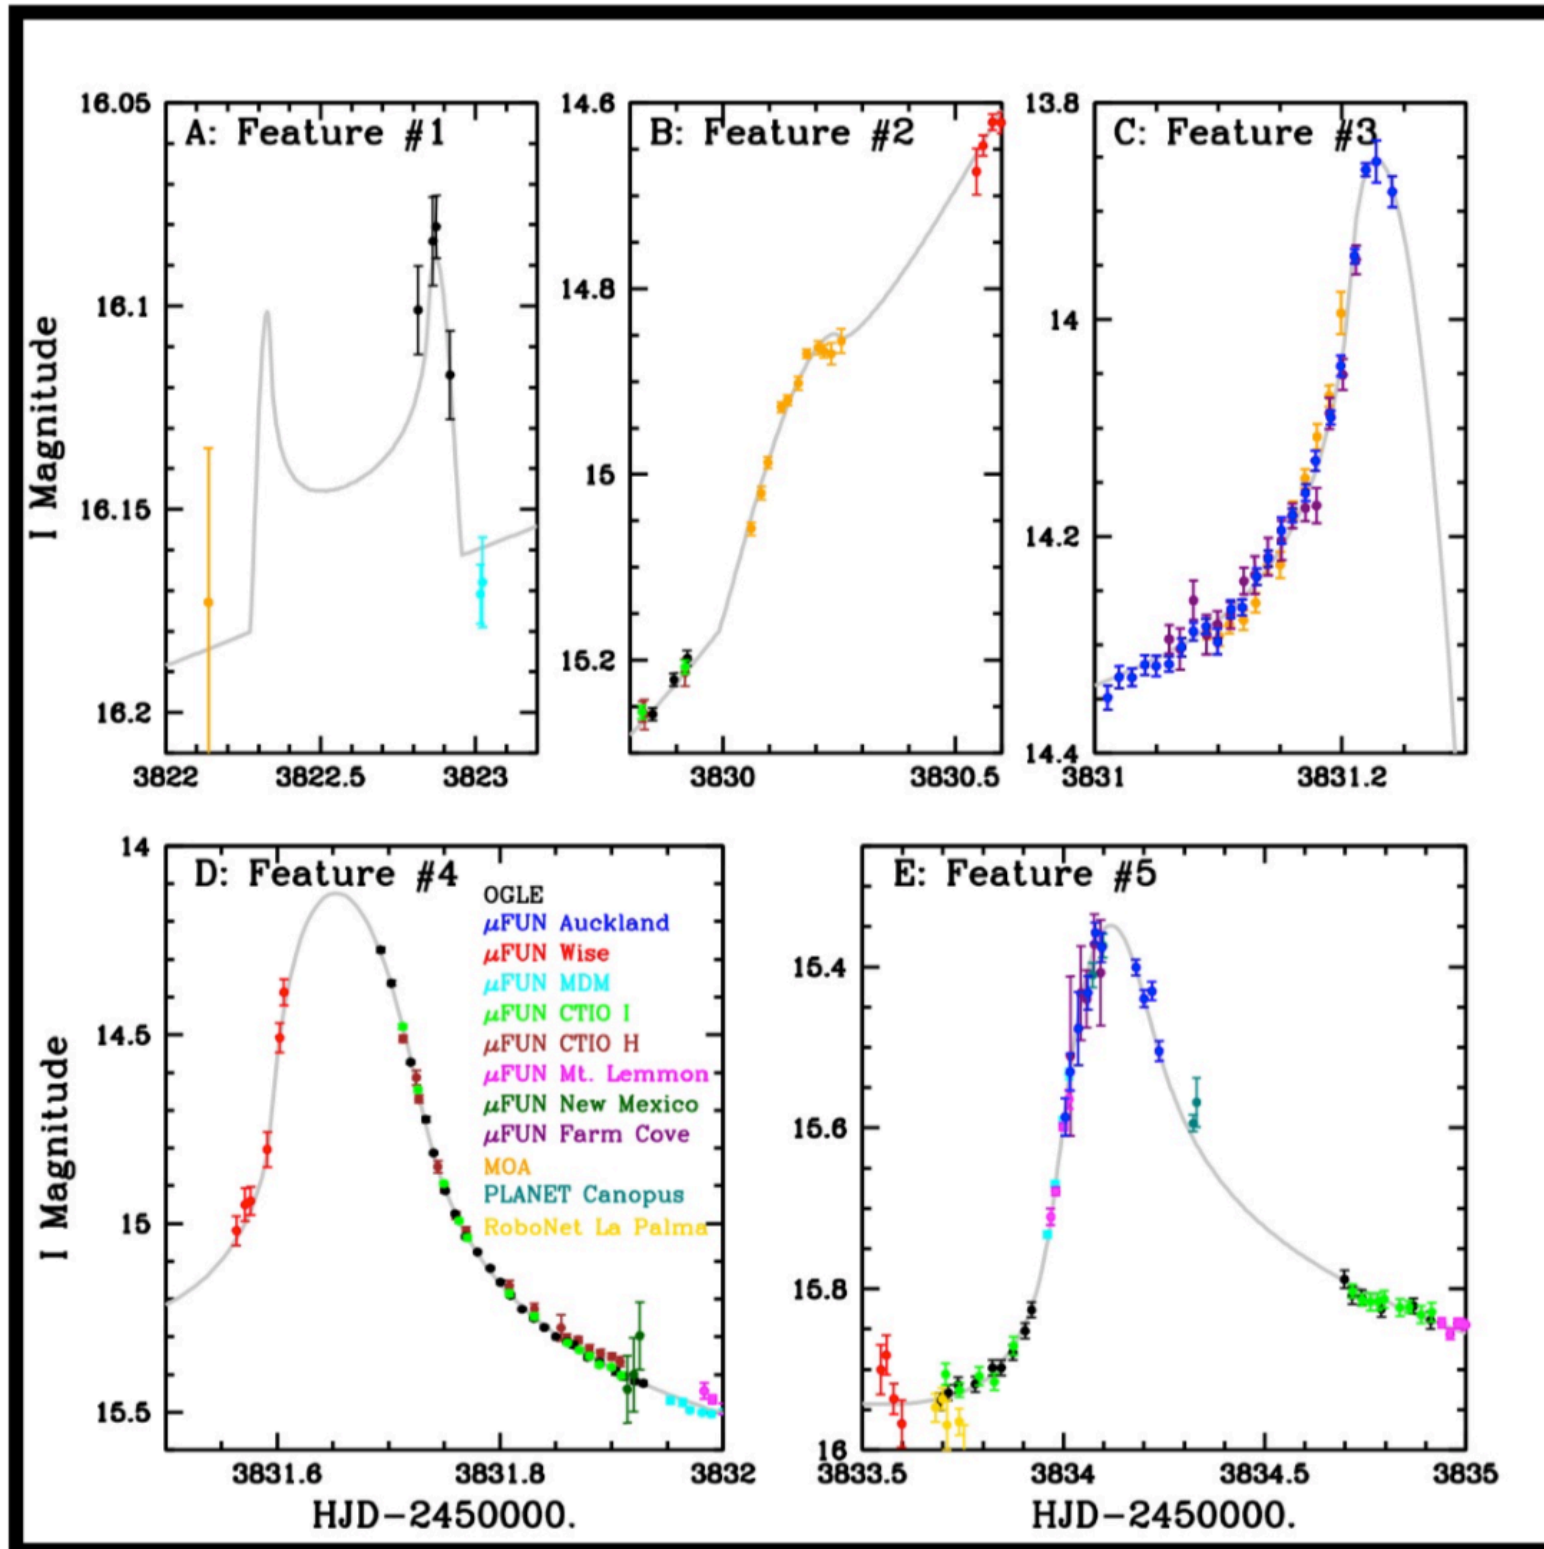 A: Feature #1
B: Feature #2
C: Feature #3
16.05
16.1
16.15
16.2
3822
3822.5
3823
14.6
14.8
15
15.2
3830
3830.5
13.8
14
14.2
14.4
3831
3831.2
I Magnitude
D: Feature #4
OGLE
μFUN Auckland
μFUN Wise
μFUN MDM
μFUN CTIO I
μFUN CTIO H
μFUN Mt. Lemmon
μFUN New Mexico
μFUN Farm Cove
MOA
PLANET Canopus
RoboNet La Palma
14
14.5
15
15.5
3831.6
3831.8
3832
I Magnitude
HJD-2450000.
E: Feature #5
15.4
15.6
15.8
16
3833.5
3834
3834.5
3835
HJD-2450000.